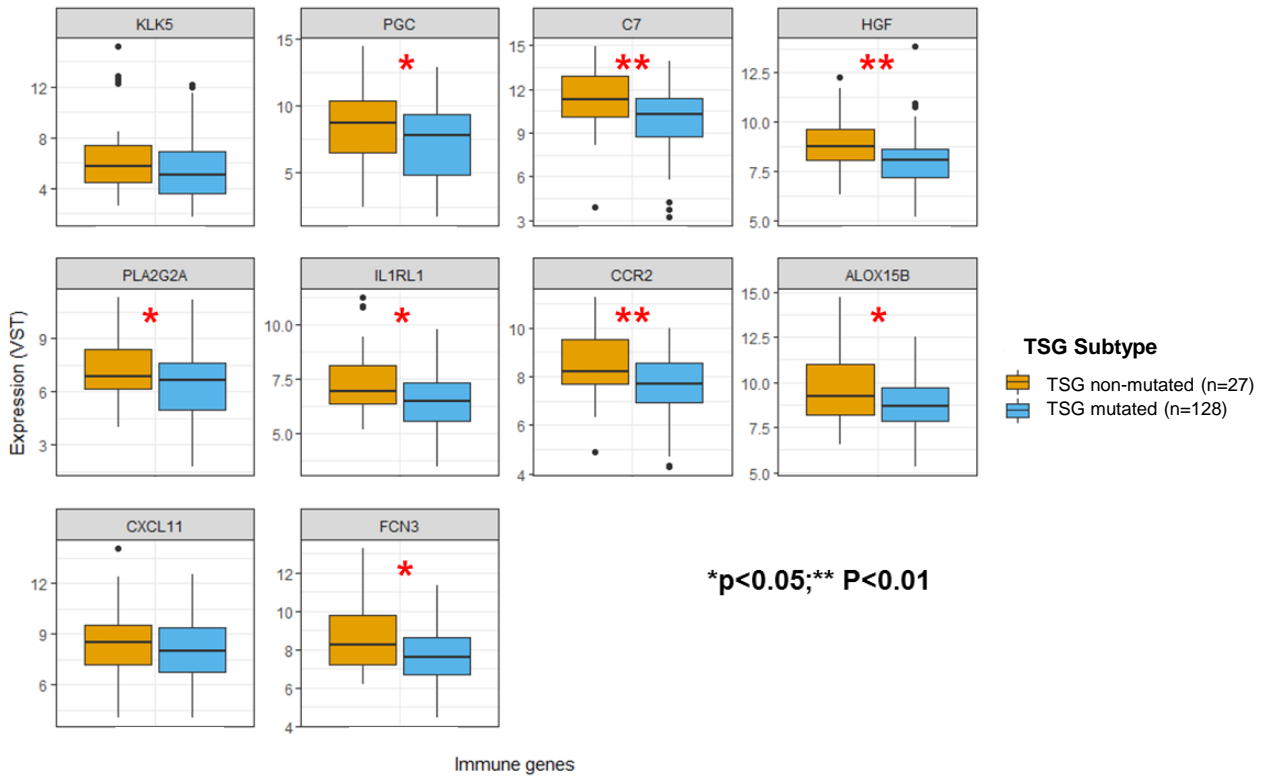 KLK5 PGC C7 HGF
15 15
12 10 12 12.5
8 9 10.0
4 5 6 7.5
3 5.0
* ** **
PLA2G2A IL1RL1 CCR2 ALOX15B
15.0
9 10.0 10 12.5
6 7.5 8 10.0
3 5.0 6 7.5
4 5.0
* * ** *
Expression (VST)
TSG Subtype
TSG non-mutated (n=27)
TSG mutated (n=128)
CXCL11 FCN3
12 12
9 10
6 8
6
4
*
*p<0.05;** P<0.01
Immune genes